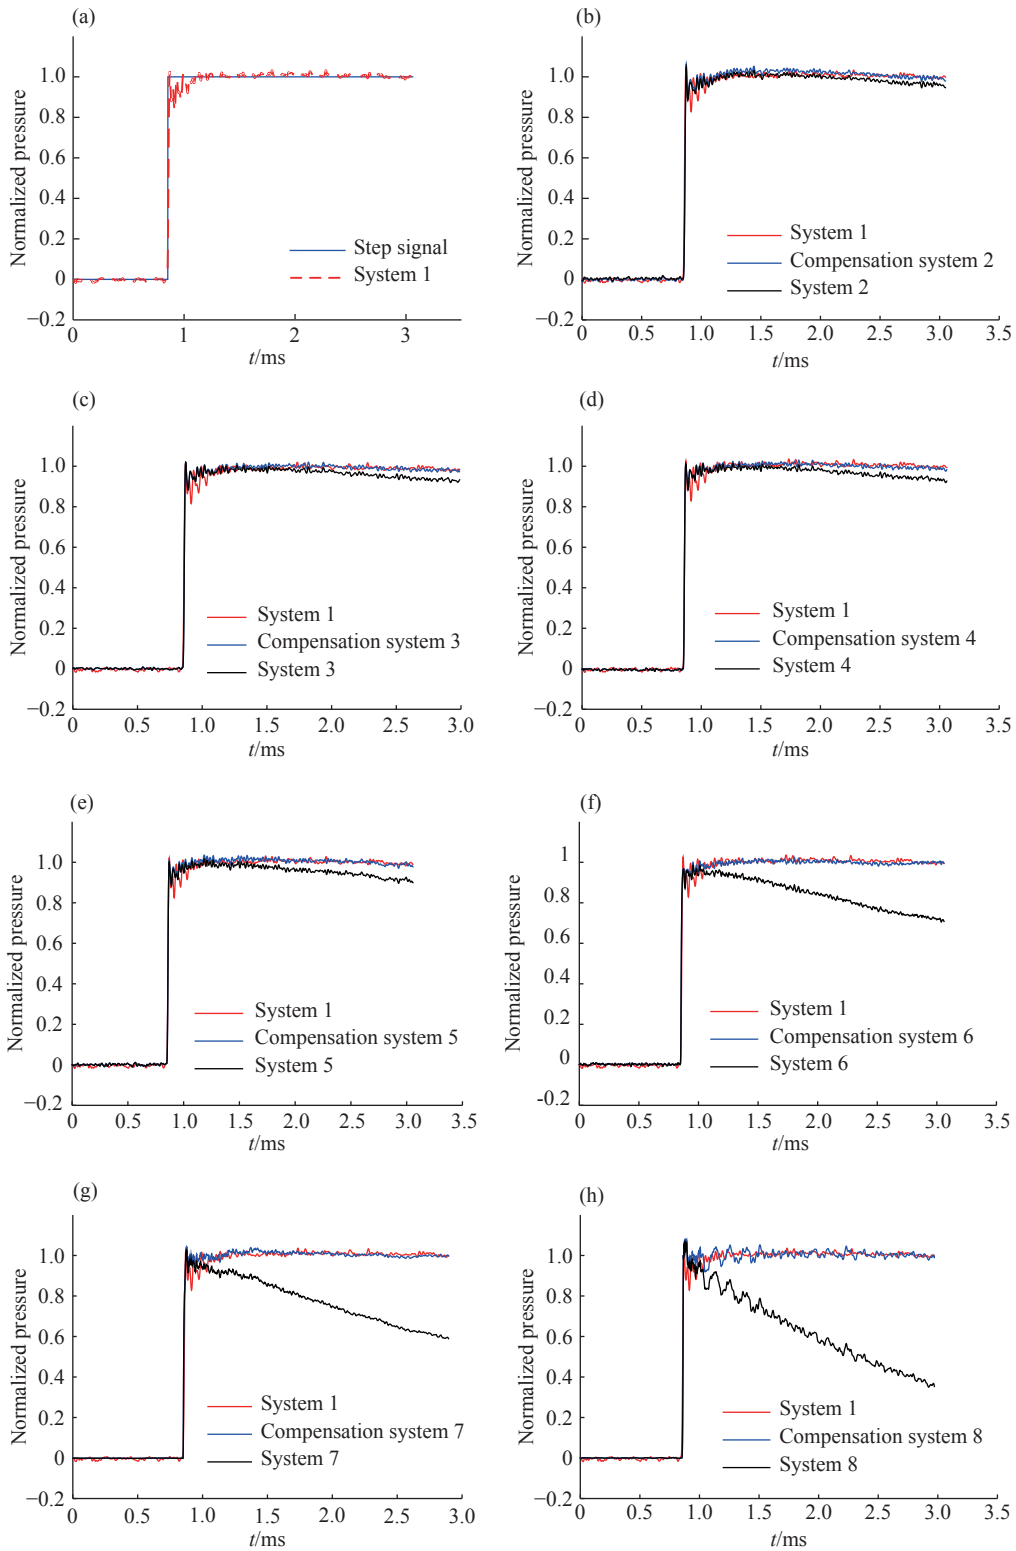 (a)
Normalized pressure
1.0
0.8
0.6
0.4
0.2
0
−0.2
0
1
2
3
t/ms
Step signal
System 1
(b)
Normalized pressure
1.0
0.8
0.6
0.4
0.2
0
−0.2
0
0.5
1.0
1.5
2.0
2.5
3.0
3.5
t/ms
System 1
Compensation system 2
System 2
(c)
Normalized pressure
1.0
0.8
0.6
0.4
0.2
0
−0.2
0
0.5
1.0
1.5
2.0
2.5
3.0
t/ms
System 1
Compensation system 3
System 3
(d)
Normalized pressure
1.0
0.8
0.6
0.4
0.2
0
−0.2
0
0.5
1.0
1.5
2.0
2.5
3.0
3.5
t/ms
System 1
Compensation system 4
System 4
(e)
Normalized pressure
1.0
0.8
0.6
0.4
0.2
0
−0.2
0
0.5
1.0
1.5
2.0
2.5
3.0
3.5
t/ms
System 1
Compensation system 5
System 5
(f)
Normalized pressure
1
0.8
0.6
0.4
0.2
0
-0.2
0
0.5
1.0
1.5
2.0
2.5
3.0
3.5
t/ms
System 1
Compensation system 6
System 6
(g)
Normalized pressure
1.0
0.8
0.6
0.4
0.2
0
−0.2
0
0.5
1.0
1.5
2.0
2.5
3.0
t/ms
System 1
Compensation system 7
System 7
(h)
Normalized pressure
1.0
0.8
0.6
0.4
0.2
0
−0.2
0
0.5
1.0
1.5
2.0
2.5
3.0
3.5
t/ms
System 1
Compensation system 8
System 8